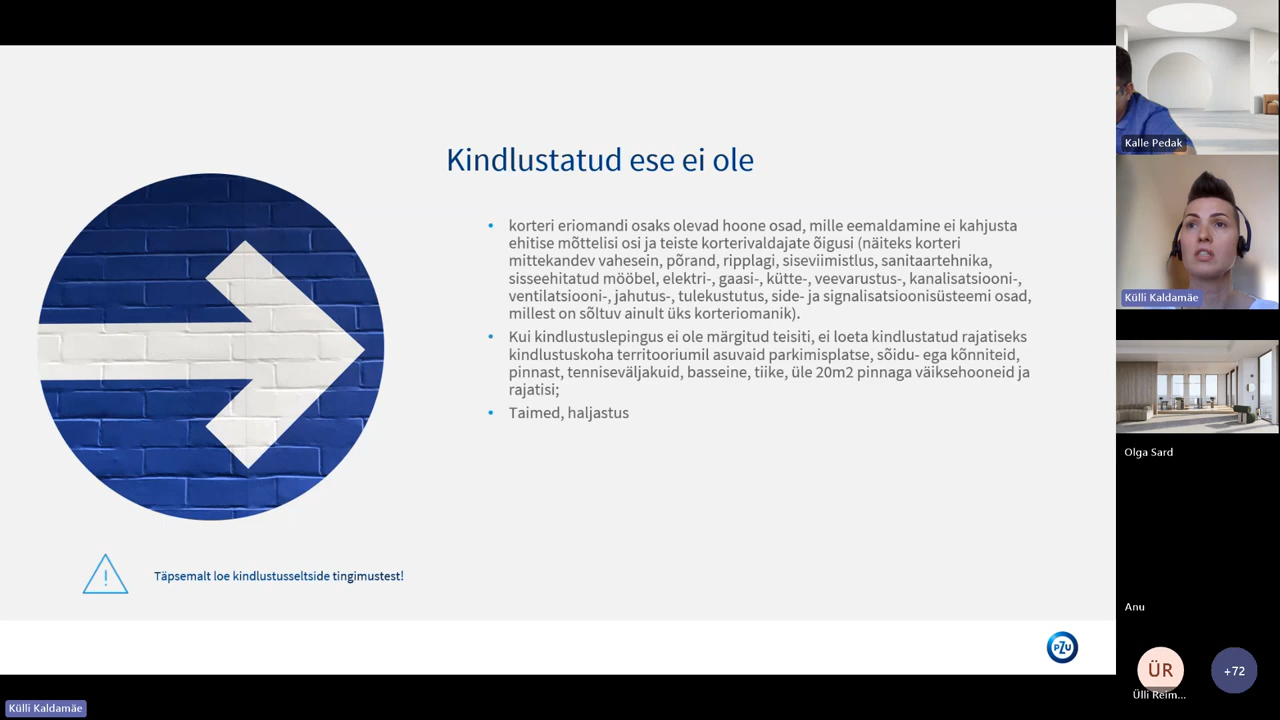 Kindlustatud ese ei ole
• korteri eriomandi osaks olevad hoone osad, mille eemaldamine ei kahjusta
ehitise mõttelisi osi ja teiste korterivaldajate õigusi (näiteks korteri
mittekandev vahesein, põrand, ripplagi, siseviimistlus, sanitaartehnika,
sisseehitatud mööbel, elektri-, gaasi-, kütte-, veevarustus-, kanalisatsiooni-,
ventilatsiooni-, jahutus-, tulekustutus, side- ja signalisatsioonisüsteemi osad,
millest on sõltuv ainult üks korteriomanik).
• Kui kindlustuslepingus ei ole märgitud teisiti, ei loeta kindlustatud rajatiseks
kindlustuskoha territooriumil asuvaid parkimisplatse, sõidu- ega kõnniteid,
pinnast, tenniseväljakuid, basseine, tiike, üle 20m2 pinnaga väiksehooneid ja
rajatisi;
• Taimed, haljastus
!
Täpsemalt loe kindlustusseltside tingimustest!
PZU
Külli Kaldamäe
Kalle Pedak
Külli Kaldamäe
Olga Sard
Anu
ÜR
+72
Ülli Reim...